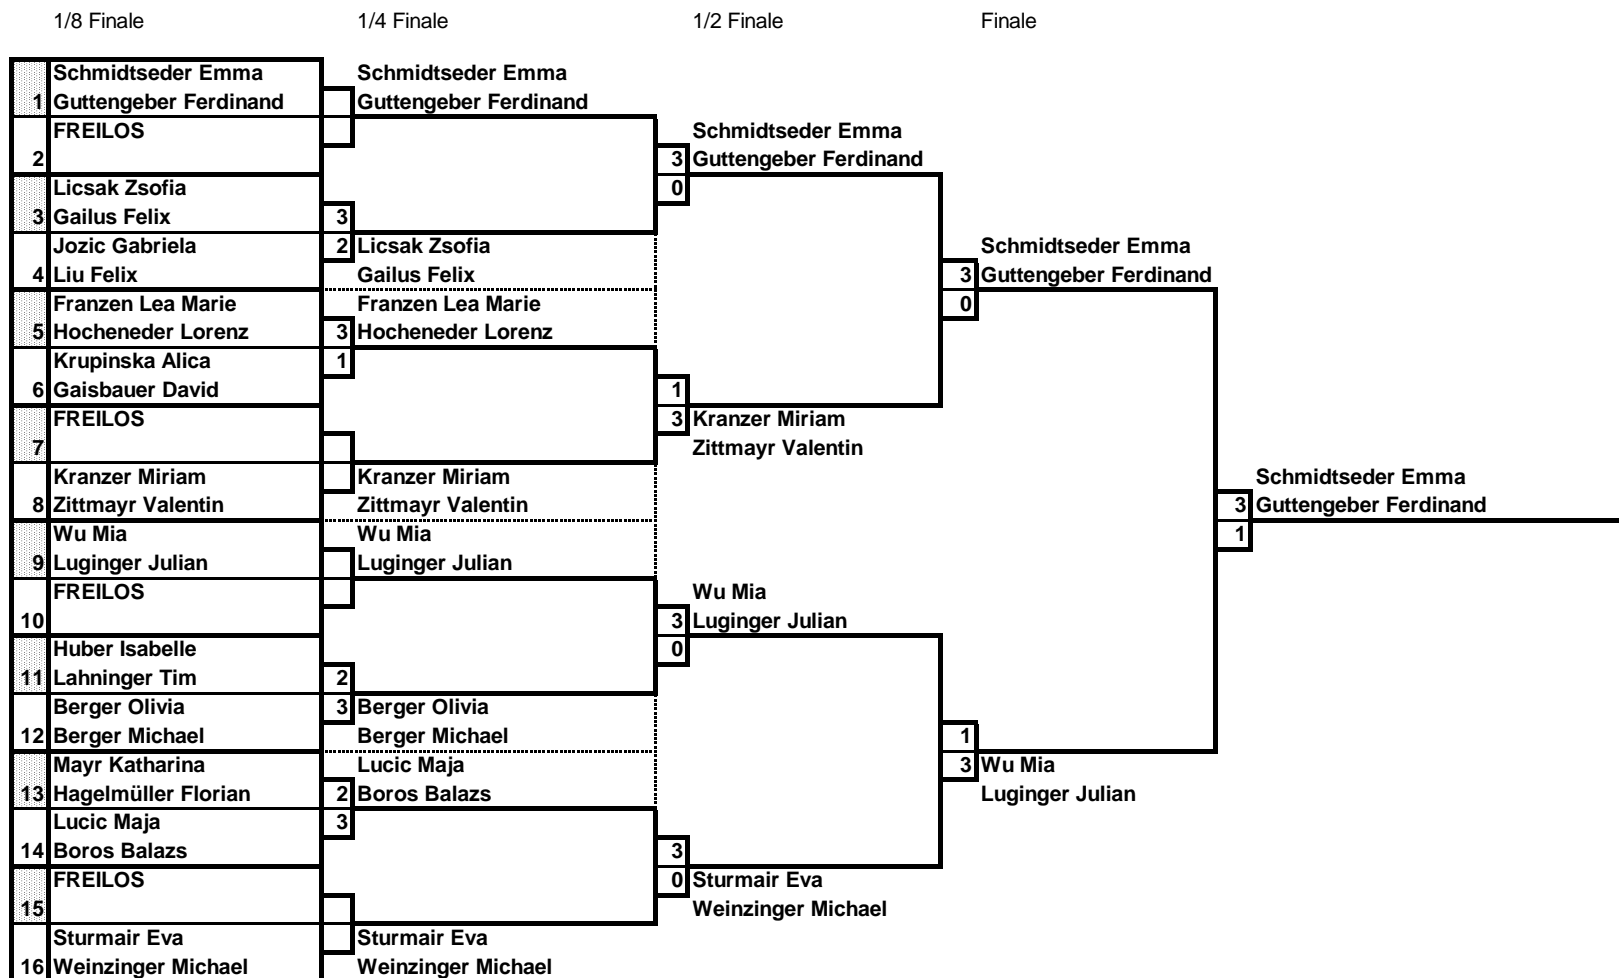 1/8 Finale 1/4 Finale 1/2 Finale Finale
Schmidtseder Emma Schmidtseder Emma
1 Guttengeber Ferdinand Guttengeber Ferdinand
FREILOS Schmidtseder Emma
2 3 Guttengeber Ferdinand
Licsak Zsofia 0
3 Gailus Felix 3
Jozic Gabriela 2 Licsak Zsofia Schmidtseder Emma
4 Liu Felix Gailus Felix 3 Guttengeber Ferdinand
Franzen Lea Marie Franzen Lea Marie 0
5 Hocheneder Lorenz 3 Hocheneder Lorenz
Krupinska Alica 1
6 Gaisbauer David 1
FREILOS 3 Kranzer Miriam
7 Zittmayr Valentin
Kranzer Miriam Kranzer Miriam Schmidtseder Emma
8 Zittmayr Valentin Zittmayr Valentin 3 Guttengeber Ferdinand
Wu Mia Wu Mia 1
9 Luginger Julian Luginger Julian
FREILOS Wu Mia
10 3 Luginger Julian
Huber Isabelle 0
11 Lahninger Tim 2
Berger Olivia 3 Berger Olivia
12 Berger Michael Berger Michael 1
Mayr Katharina Lucic Maja 3 Wu Mia
13 Hagelmüller Florian 2 Boros Balazs Luginger Julian
Lucic Maja 3
14 Boros Balazs 3
FREILOS 0 Sturmair Eva
15 Weinzinger Michael
Sturmair Eva Sturmair Eva
16 Weinzinger Michael Weinzinger Michael